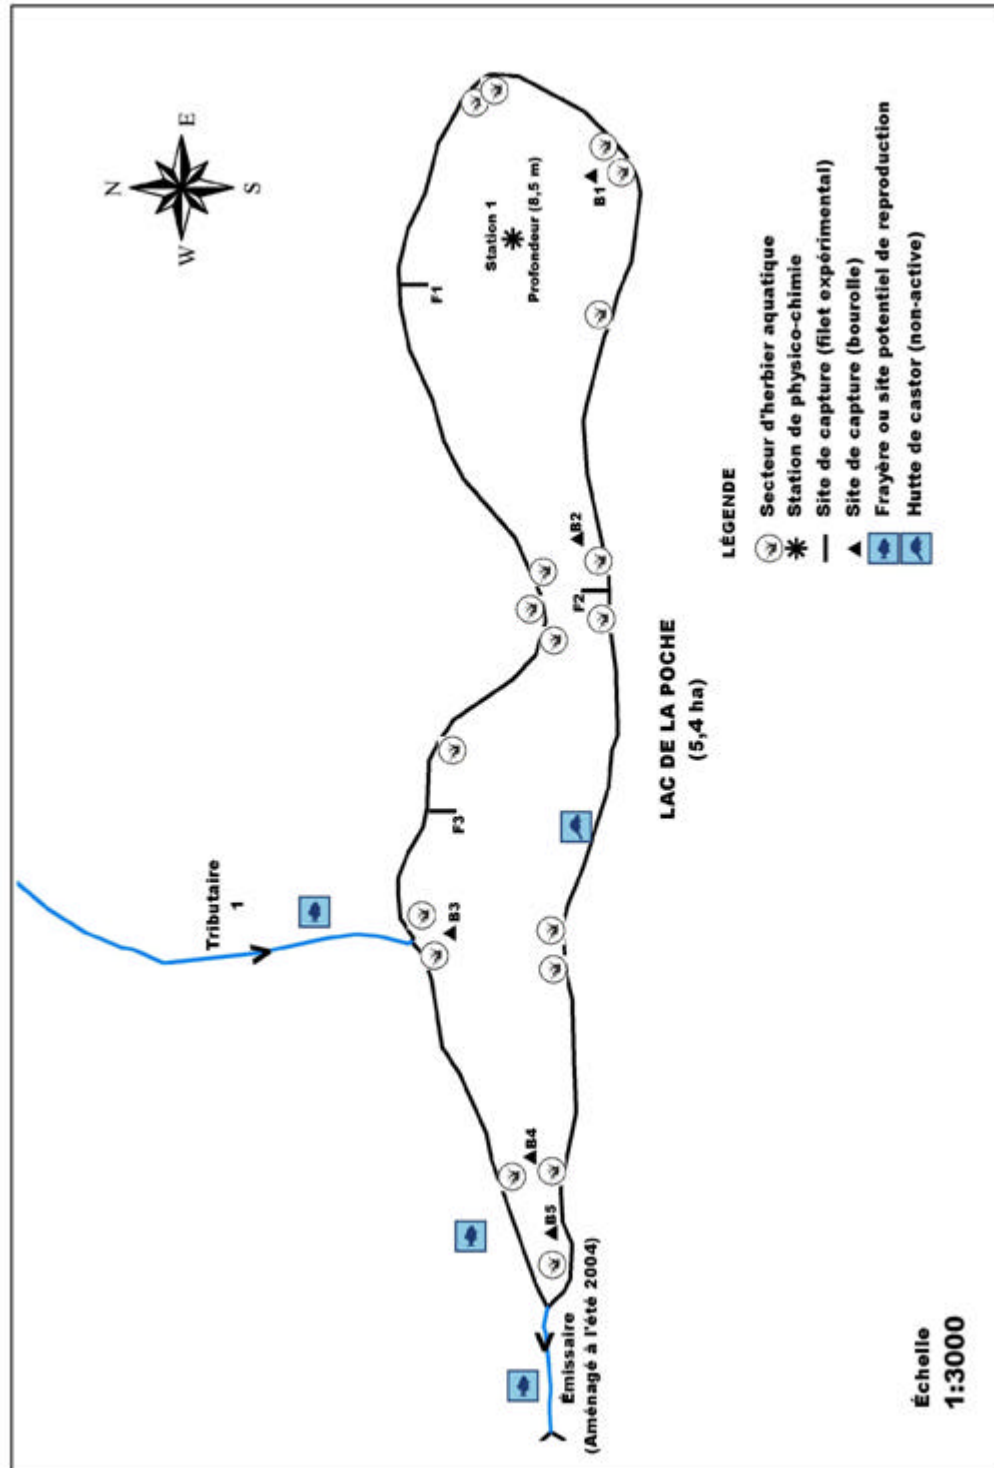 N
E
S
W
Station 1
Profondeur (8,5 m)
F1
B1
B2
F2
F3
B3
B4
B5
Tributaire
1
Émissaire
(Aménagé à l'été 2004)
LAC DE LA POCHE
(5,4 ha)
LÉGENDE
Secteur d'herbier aquatique
Station de physico-chimie
Site de capture (filet expérimental)
Site de capture (bourolle)
Frayère ou site potentiel de reproduction
Hutte de castor (non-active)
Échelle
1:3000